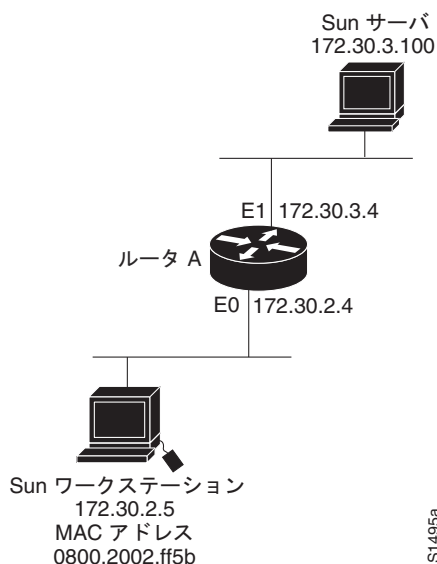 Sun サーバ
172.30.3.100
E1 172.30.3.4
ルータ A
E0 172.30.2.4
Sun ワークステーション
172.30.2.5
MAC アドレス
0800.2002.ff5b
S1495a